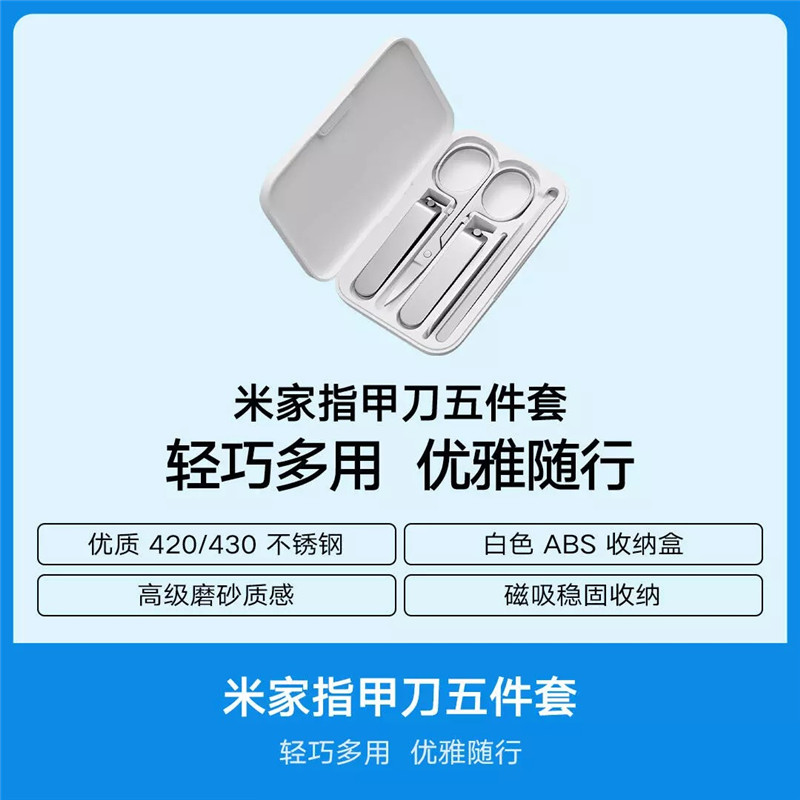 米家指甲刀五件套
轻巧多用 优雅随行
优质 420/430 不锈钢
白色 ABS 收纳盒
高级磨砂质感
磁吸稳固收纳
米家指甲刀五件套
轻巧多用 优雅随行